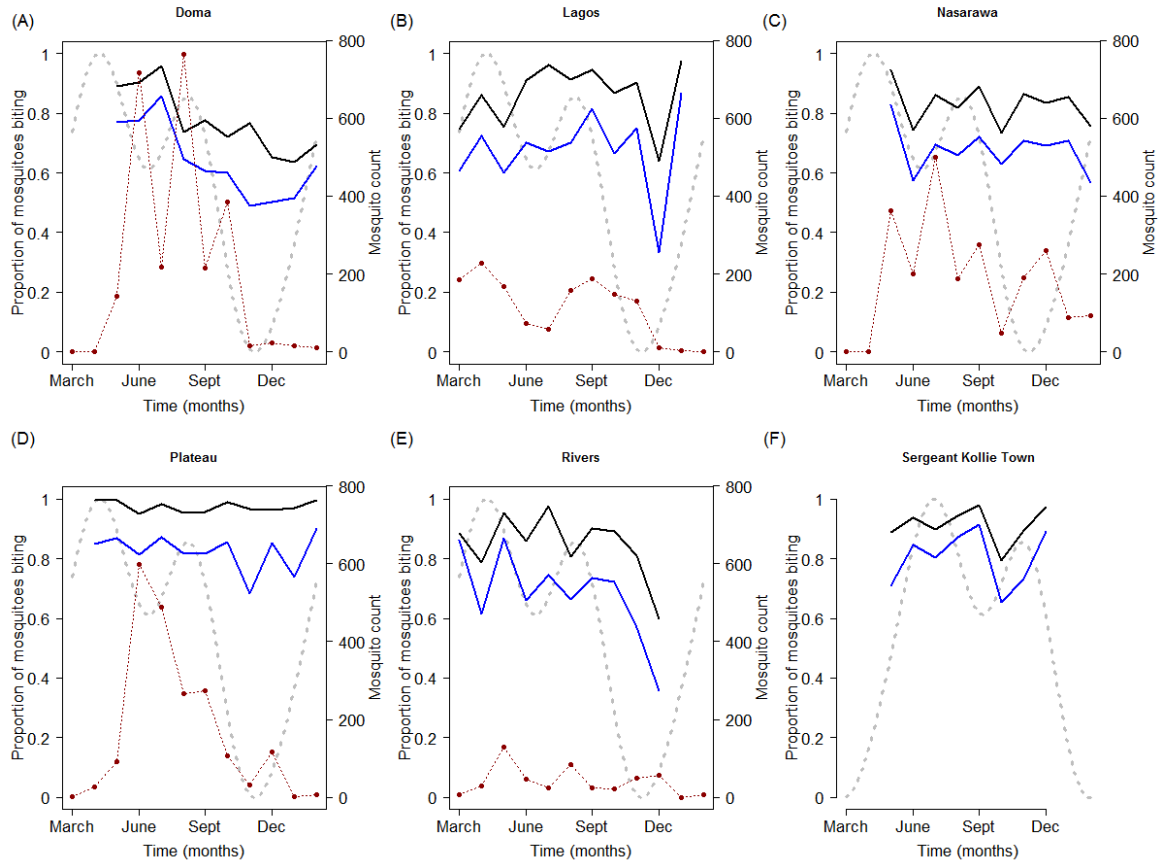 (A)
Doma
Proportion of mosquitoes biting
1
0.8
0.6
0.4
0.2
0
800
600
400
200
0
Mosquito count
March June Sept Dec
Time (months)
(B)
Lagos
Proportion of mosquitoes biting
1
0.8
0.6
0.4
0.2
0
800
600
400
200
0
Mosquito count
March June Sept Dec
Time (months)
(C)
Nasarawa
Proportion of mosquitoes biting
1
0.8
0.6
0.4
0.2
0
800
600
400
200
0
Mosquito count
March June Sept Dec
Time (months)
(D)
Plateau
Proportion of mosquitoes biting
1
0.8
0.6
0.4
0.2
0
800
600
400
200
0
Mosquito count
March June Sept Dec
Time (months)
(E)
Rivers
Proportion of mosquitoes biting
1
0.8
0.6
0.4
0.2
0
800
600
400
200
0
Mosquito count
March June Sept Dec
Time (months)
(F)
Sergeant Kollie Town
Proportion of mosquitoes biting
1
0.8
0.6
0.4
0.2
0
March June Sept Dec
Time (months)